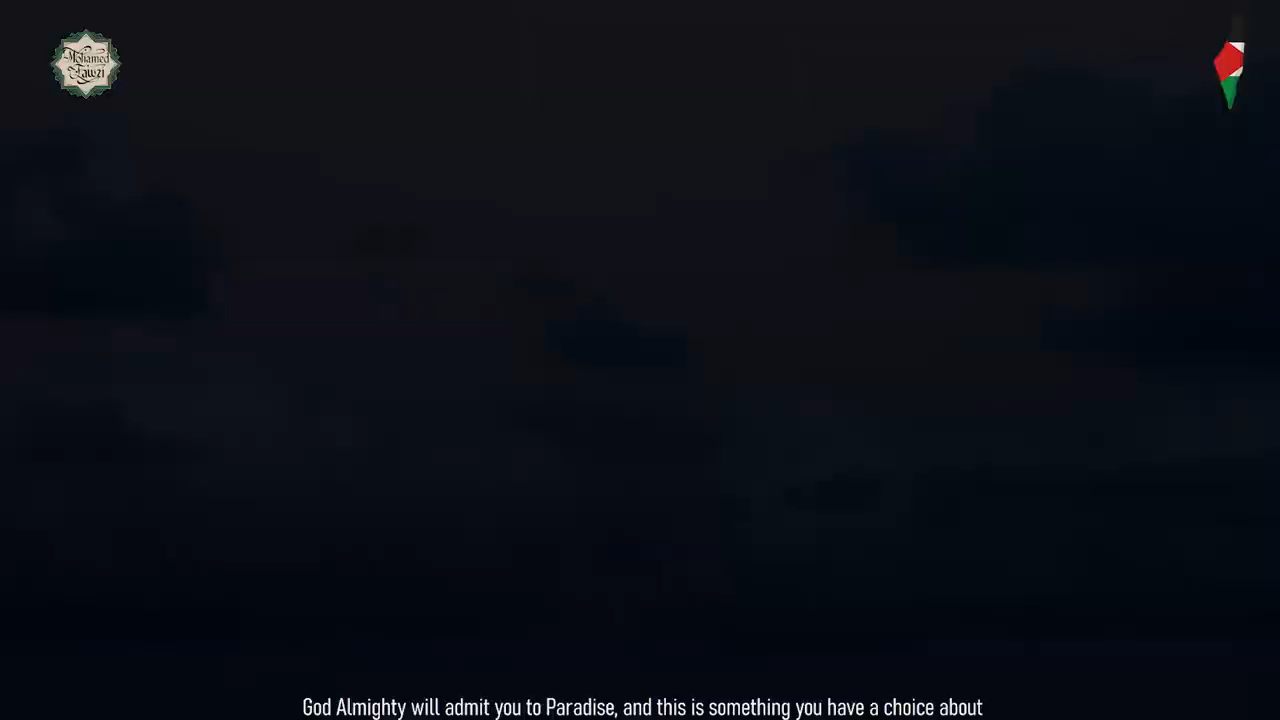 Mohamed
Fawzi
God Almighty will admit you to Paradise, and this is something you have a choice about